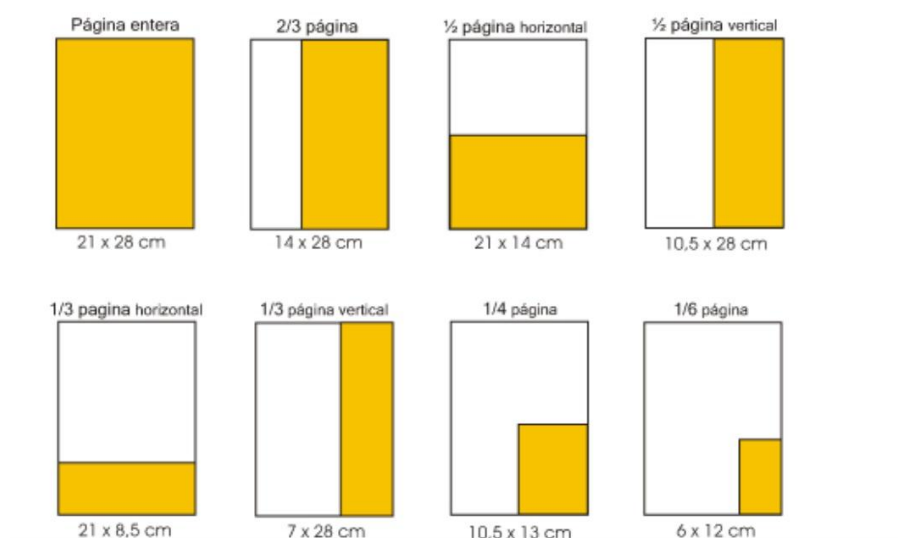 Página entera
2/3 página
½ página horizontal
½ página vertical
21 x 28 cm
14 x 28 cm
21 x 14 cm
10,5 x 28 cm
1/3 pagina horizontal
1/3 página vertical
1/4 página
1/6 página
21 x 8,5 cm
7 x 28 cm
10,5 x 13 cm
6 x 12 cm